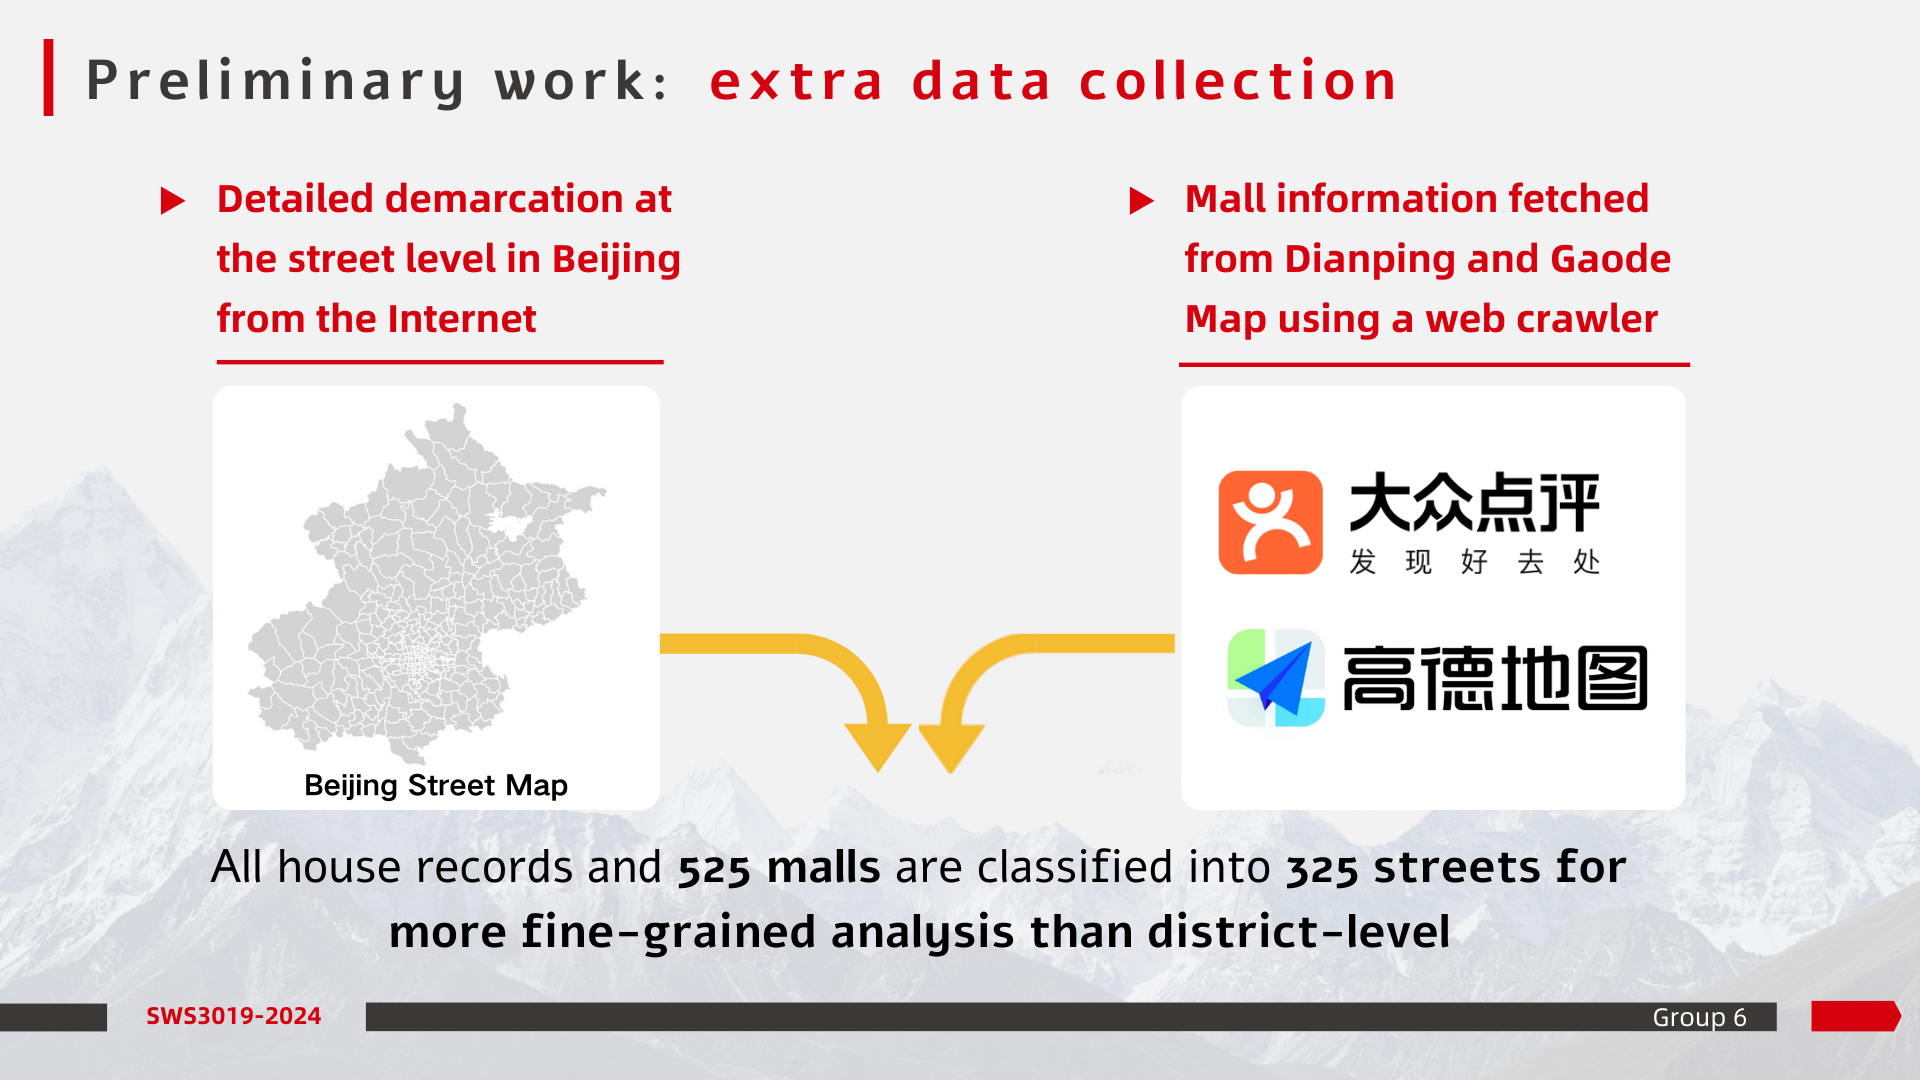 Preliminary work: extra data collection
Detailed demarcation at
the street level in Beijing
from the Internet
Mall information fetched
from Dianping and Gaode
Map using a web crawler
Beijing Street Map
大众点评
发现好去处
高德地图
All house records and 525 malls are classified into 325 streets for
more fine-grained analysis than district-level
SWS3019-2024
Group 6